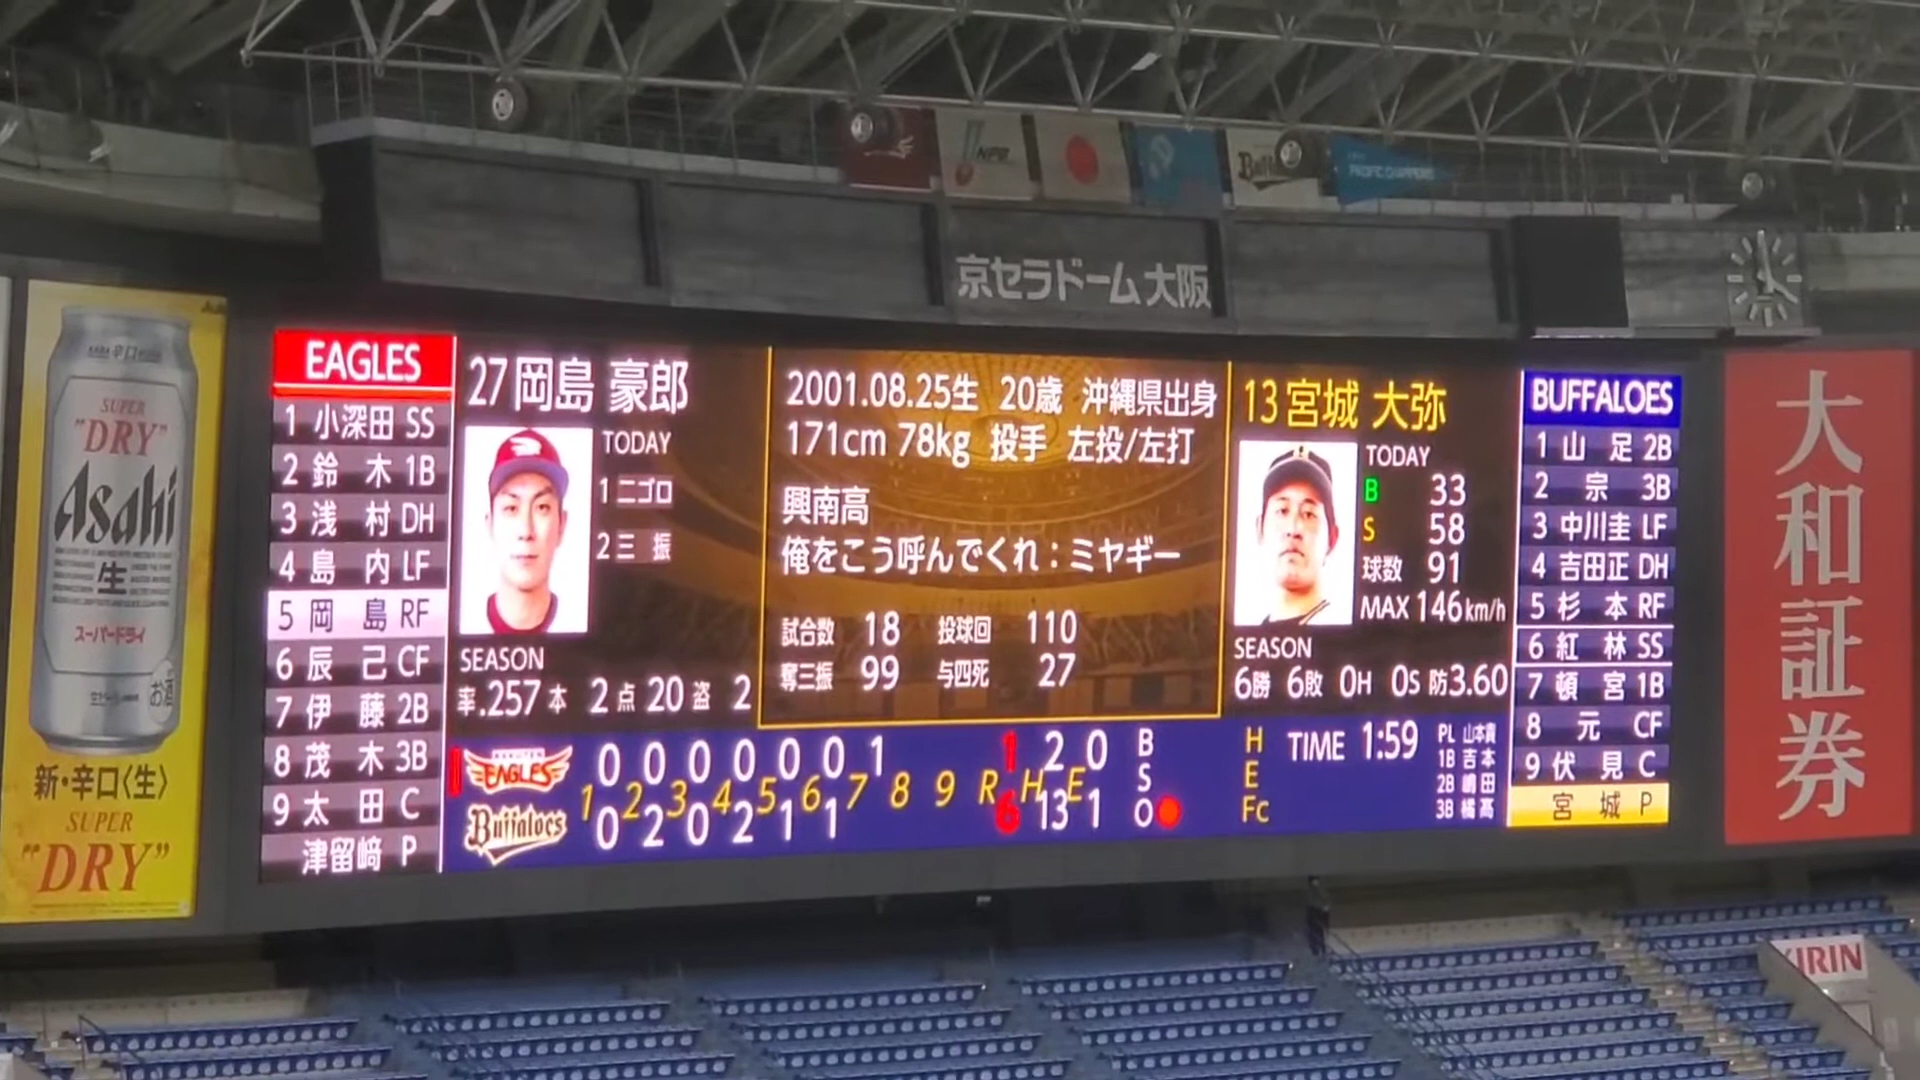 NPB
Buffaloes
PACIFIC CHAMPIONS
京セラドーム大阪
辛口
SUPER
"DRY"
Asahi
生
スーパードライ
お酒
新・辛口〈生〉
SUPER
"DRY"
EAGLES
1 小深田 SS
2 鈴 木 1B
3 浅 村 DH
4 島 内 LF
5 岡 島 RF
6 辰 己 CF
7 伊 藤 2B
8 茂 木 3B
9 太 田 C
津留﨑 P
27 岡島 豪郎
TODAY
1 二ゴロ
2 三 振
SEASON
率.257 本 2 点 20 盗 2
2001.08.25生 20歳 沖縄県出身
171cm 78kg 投手 左投/左打
興南高
俺をこう呼んでくれ：ミヤギー
試合数 18 投球回 110
奪三振 99 与四死 27
13 宮城 大弥
TODAY
B 33
S 58
球数 91
MAX 146km/h
SEASON
6勝 6敗 0H 0S 防3.60
BUFFALOES
1 山 足 2B
2 宗 3B
3 中川圭 LF
4 吉田正 DH
5 杉 本 RF
6 紅 林 SS
7 頓 宮 1B
8 元 CF
9 伏 見 C
宮 城 P
1 2 3 4 5 6 7 8 9 R H E
EAGLES 0 0 0 0 0 0 1 1 2 0
Buffaloes 0 2 0 2 1 1 6 13 1
B
S
O
H
E
Fc
TIME 1:59
PL 山本貴
1B 吉 本
2B 嶋 田
3B 橘 髙
大和証券
KIRIN